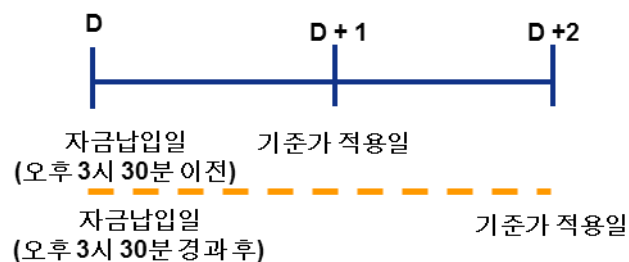 D D + 1 D +2
자금납입일 기준가 적용일
(오후 3시 30분 이전)
자금납입일 기준가 적용일
(오후 3시 30분 경과 후)